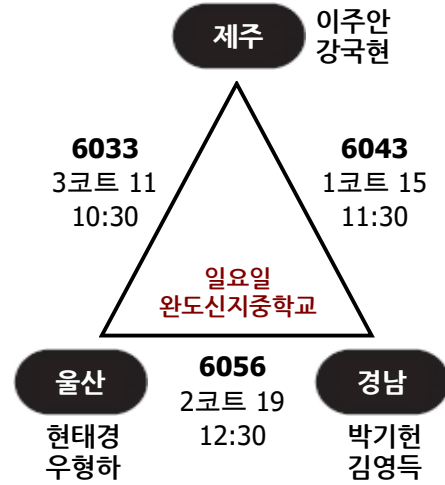 제주
이주안
강국현
6033
3코트 11
10:30
6043
1코트 15
11:30
일요일
완도신지중학교
울산
현태경
우형하
6056
2코트 19
12:30
경남
박기헌
김영득